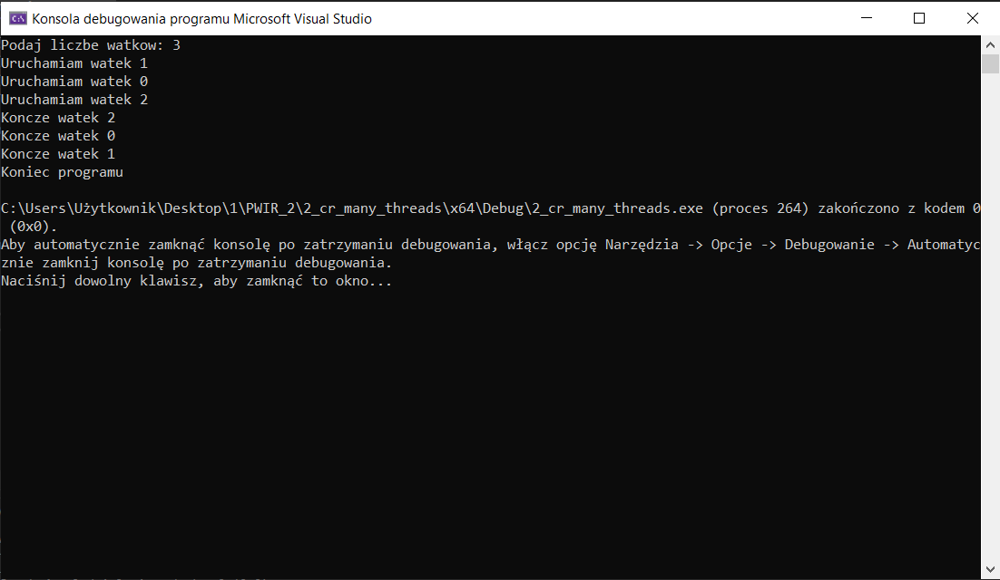 Konsola debugowania programu Microsoft Visual Studio
Podaj liczbe watkow: 3
Uruchamiam watek 1
Uruchamiam watek 0
Uruchamiam watek 2
Koncze watek 2
Koncze watek 0
Koncze watek 1
Koniec programu
C:\Users\Użytkownik\Desktop\1\PWIR_2\2_cr_many_threads\x64\Debug\2_cr_many_threads.exe (proces 264) zakończono z kodem 0
(0x0).
Aby automatycznie zamknąć konsolę po zatrzymaniu debugowania, włącz opcję Narzędzia -> Opcje -> Debugowanie -> Automatyc
znie zamknij konsolę po zatrzymaniu debugowania.
Naciśnij dowolny klawisz, aby zamknąć to okno...